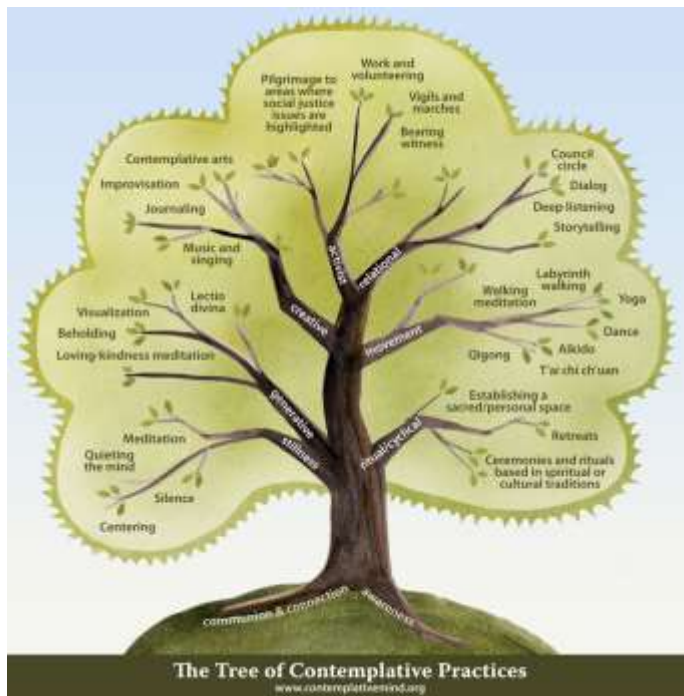 Work and
volunteering
Pilgrimage to
areas where
social justice
issues are
highlighted
Vigils and
marches
Bearing
witness
Contemplative arts
Improvisation
Journaling
Music and
singing
Council
circle
Dialog
Deep listening
Storytelling
activist
relational
creative
movement
Walking
meditation
Labyrinth
walking
Yoga
Dance
Aikido
Qigong
T'ai chi ch'uan
Visualization
Lectio
divina
Beholding
Loving-kindness meditation
generative
stillness
ritual/cyclical
Establishing a
sacred/personal space
Retreats
Ceremonies and rituals
based in spiritual or
cultural traditions
Meditation
Quieting
the mind
Silence
Centering
communion & connection
awareness
The Tree of Contemplative Practices
www.contemplativemind.org